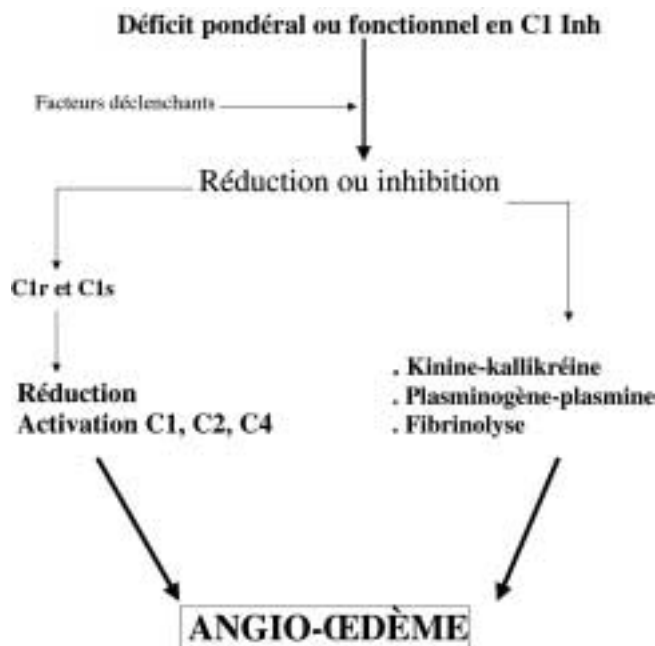 Déficit pondéral ou fonctionnel en C1 Inh
Facteurs déclenchants
Réduction ou inhibition
C1r et C1s
Réduction
Activation C1, C2, C4
. Kinine-kallikréine
. Plasminogène-plasmine
. Fibrinolyse
ANGIO-ŒDÈME